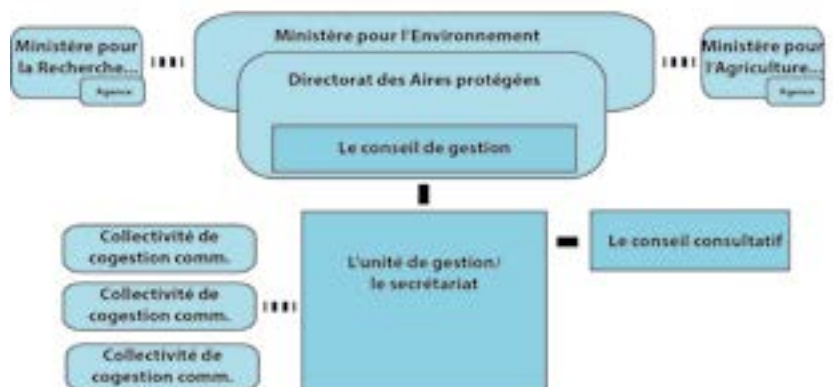 Ministère pour
la Recherche...
Agence
Ministère pour l'Environnement
Directorat des Aires protégées
Le conseil de gestion
Ministère pour
l'Agriculture...
Agence
Collectivité de
cogestion comm.
Collectivité de
cogestion comm.
Collectivité de
cogestion comm.
L'unité de gestion/
le secrétariat
Le conseil consultatif